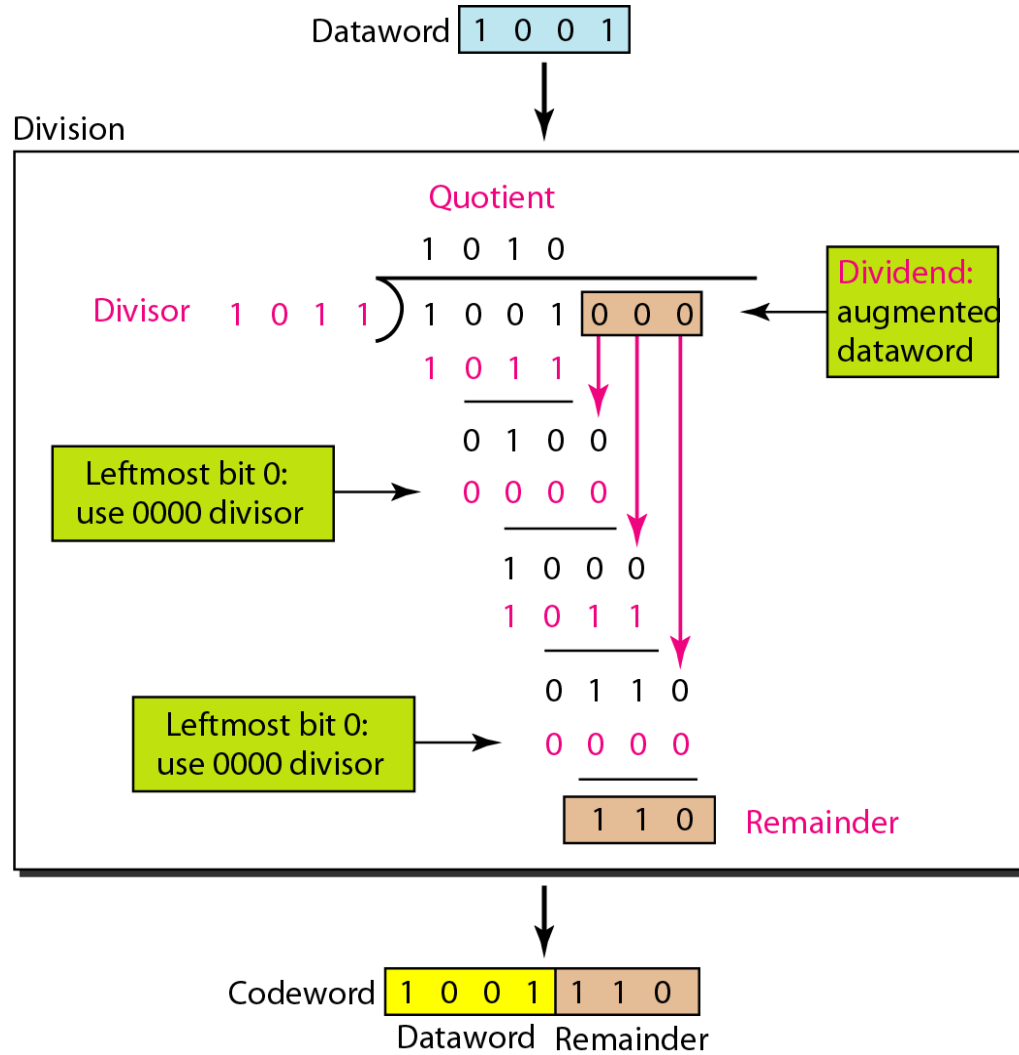 Dataword 1 0 0 1
Division
Quotient
1 0 1 0
Divisor 1 0 1 1 1 0 0 1 0 0 0
Dividend:
augmented
dataword
1 0 1 1
0 1 0 0
Leftmost bit 0:
use 0000 divisor
0 0 0 0
1 0 0 0
1 0 1 1
0 1 1 0
Leftmost bit 0:
use 0000 divisor
0 0 0 0
1 1 0 Remainder
Codeword 1 0 0 1 1 1 0
Dataword Remainder